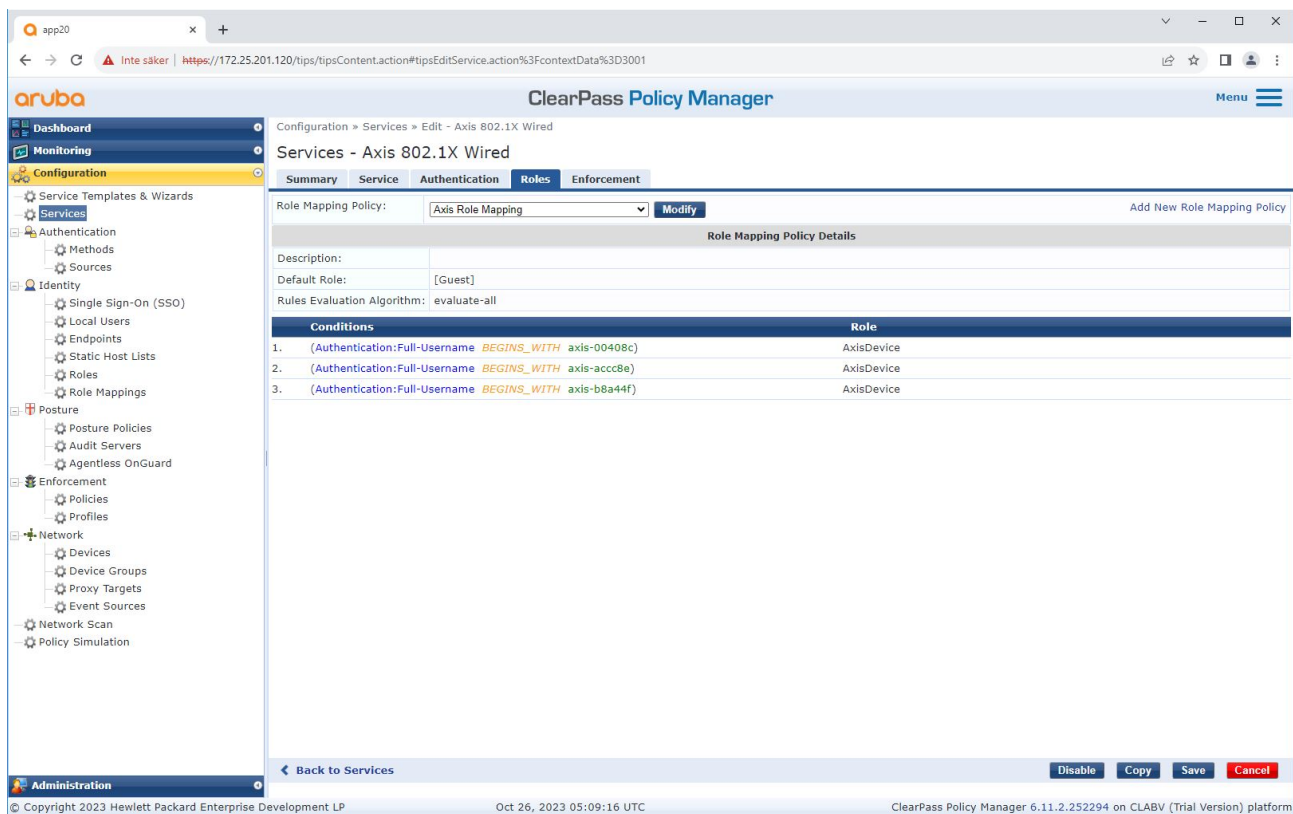 app20
Inte säker | https://172.25.201.120/tips/tipsContent.action#tipsEditService.action%3FcontextData%3D3001
aruba
ClearPass Policy Manager
Menu
Dashboard
Monitoring
Configuration
Service Templates & Wizards
Services
Authentication
Methods
Sources
Identity
Single Sign-On (SSO)
Local Users
Endpoints
Static Host Lists
Roles
Role Mappings
Posture
Posture Policies
Audit Servers
Agentless OnGuard
Enforcement
Policies
Profiles
Network
Devices
Device Groups
Proxy Targets
Event Sources
Network Scan
Policy Simulation
Administration
Configuration » Services » Edit - Axis 802.1X Wired
Services - Axis 802.1X Wired
Summary Service Authentication Roles Enforcement
Role Mapping Policy: Axis Role Mapping Modify Add New Role Mapping Policy
Role Mapping Policy Details
Description:
Default Role: [Guest]
Rules Evaluation Algorithm: evaluate-all
Conditions Role
1. (Authentication:Full-Username BEGINS_WITH axis-00408c) AxisDevice
2. (Authentication:Full-Username BEGINS_WITH axis-accc8e) AxisDevice
3. (Authentication:Full-Username BEGINS_WITH axis-b8a44f) AxisDevice
Back to Services Disable Copy Save Cancel
© Copyright 2023 Hewlett Packard Enterprise Development LP Oct 26, 2023 05:09:16 UTC ClearPass Policy Manager 6.11.2.252294 on CLABV (Trial Version) platform